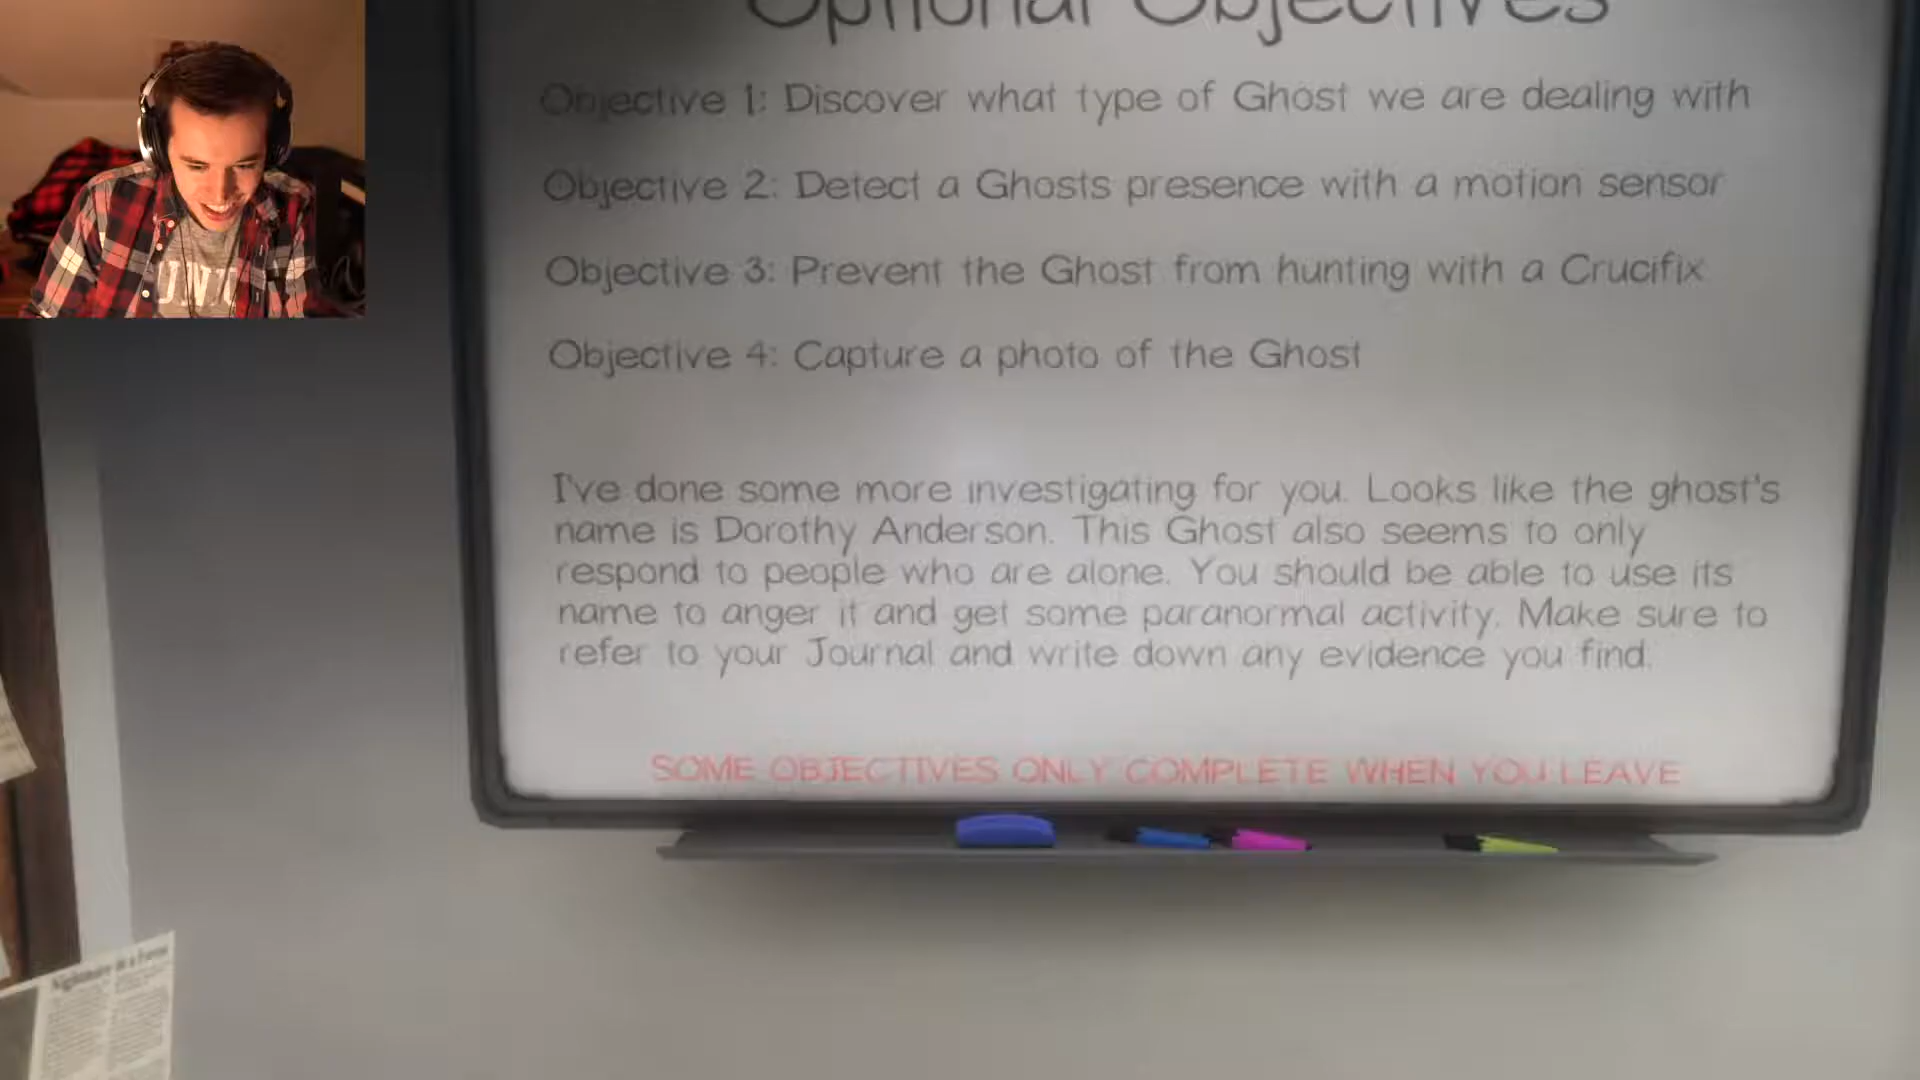 Optional Objectives
Objective 1: Discover what type of Ghost we are dealing with
Objective 2: Detect a Ghosts presence with a motion sensor
Objective 3: Prevent the Ghost from hunting with a Crucifix
Objective 4: Capture a photo of the Ghost
I've done some more investigating for you. Looks like the ghost's
name is Dorothy Anderson. This Ghost also seems to only
respond to people who are alone. You should be able to use its
name to anger it and get some paranormal activity. Make sure to
refer to your Journal and write down any evidence you find.
SOME OBJECTIVES ONLY COMPLETE WHEN YOU LEAVE